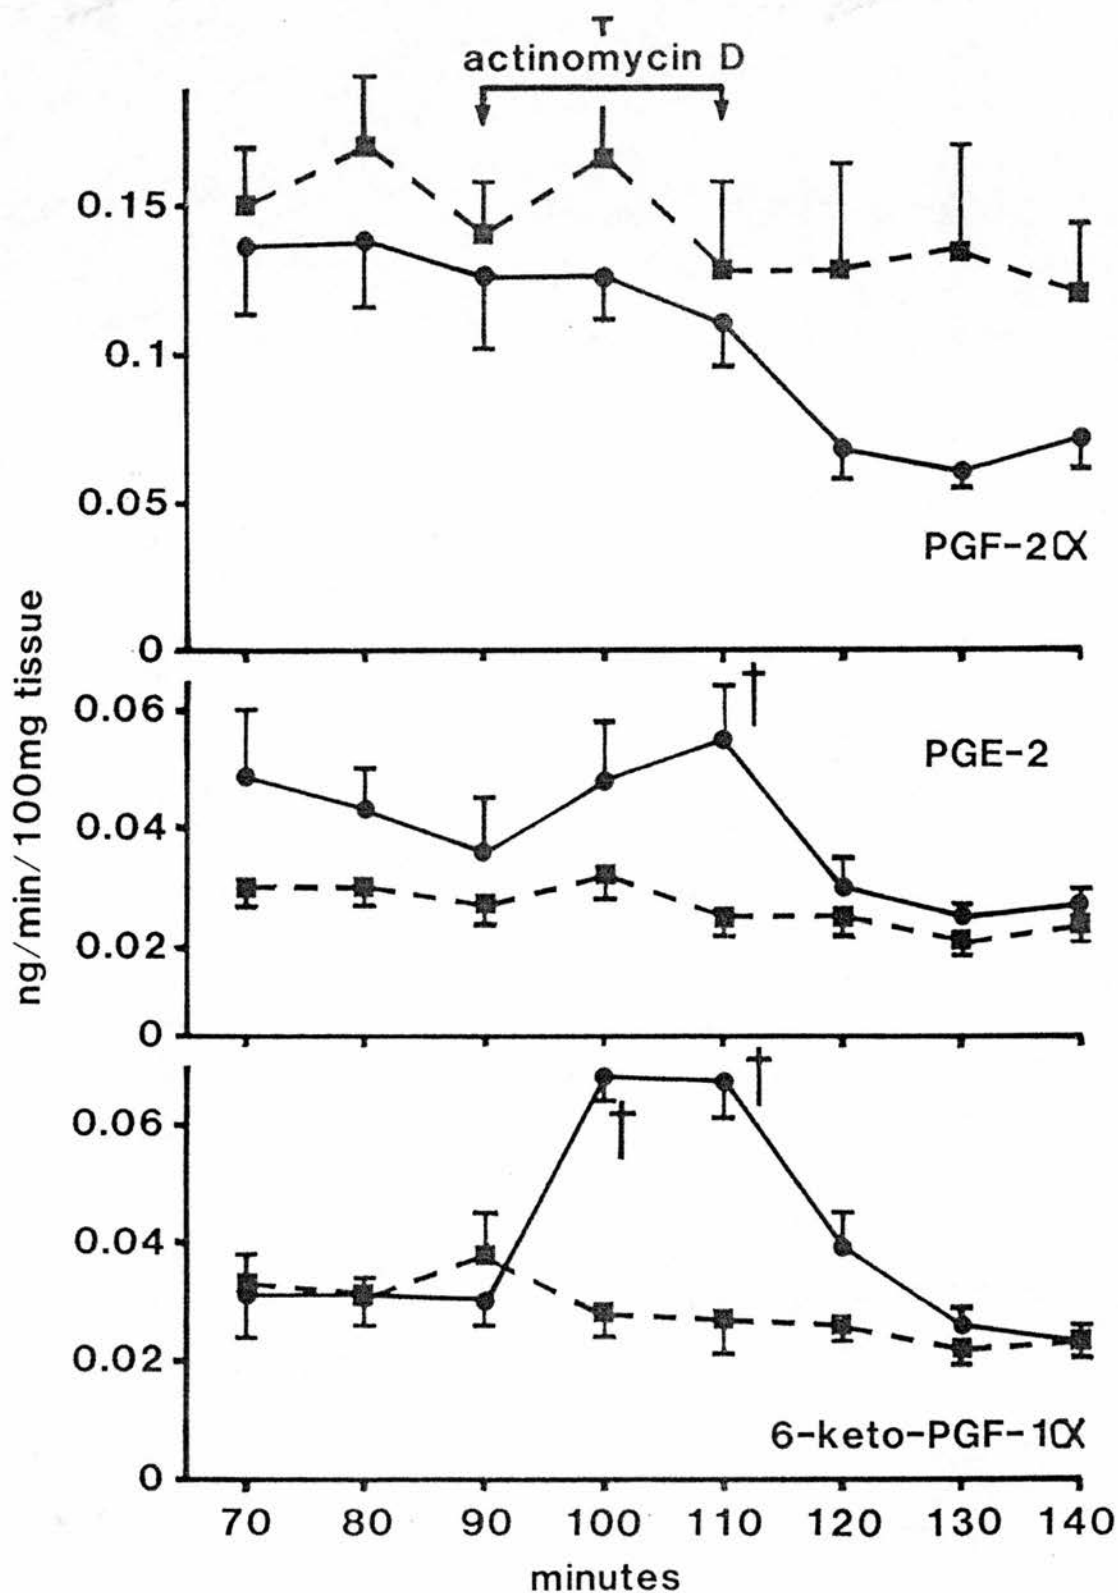 actinomycin D
0.15
0.1
0.05
0
PGF-2α
ng/min/100mg tissue
0.06
0.04
0.02
0
PGE-2
†
0.06
0.04
0.02
0
†
†
6-keto-PGF-1α
70 80 90 100 110 120 130 140
minutes